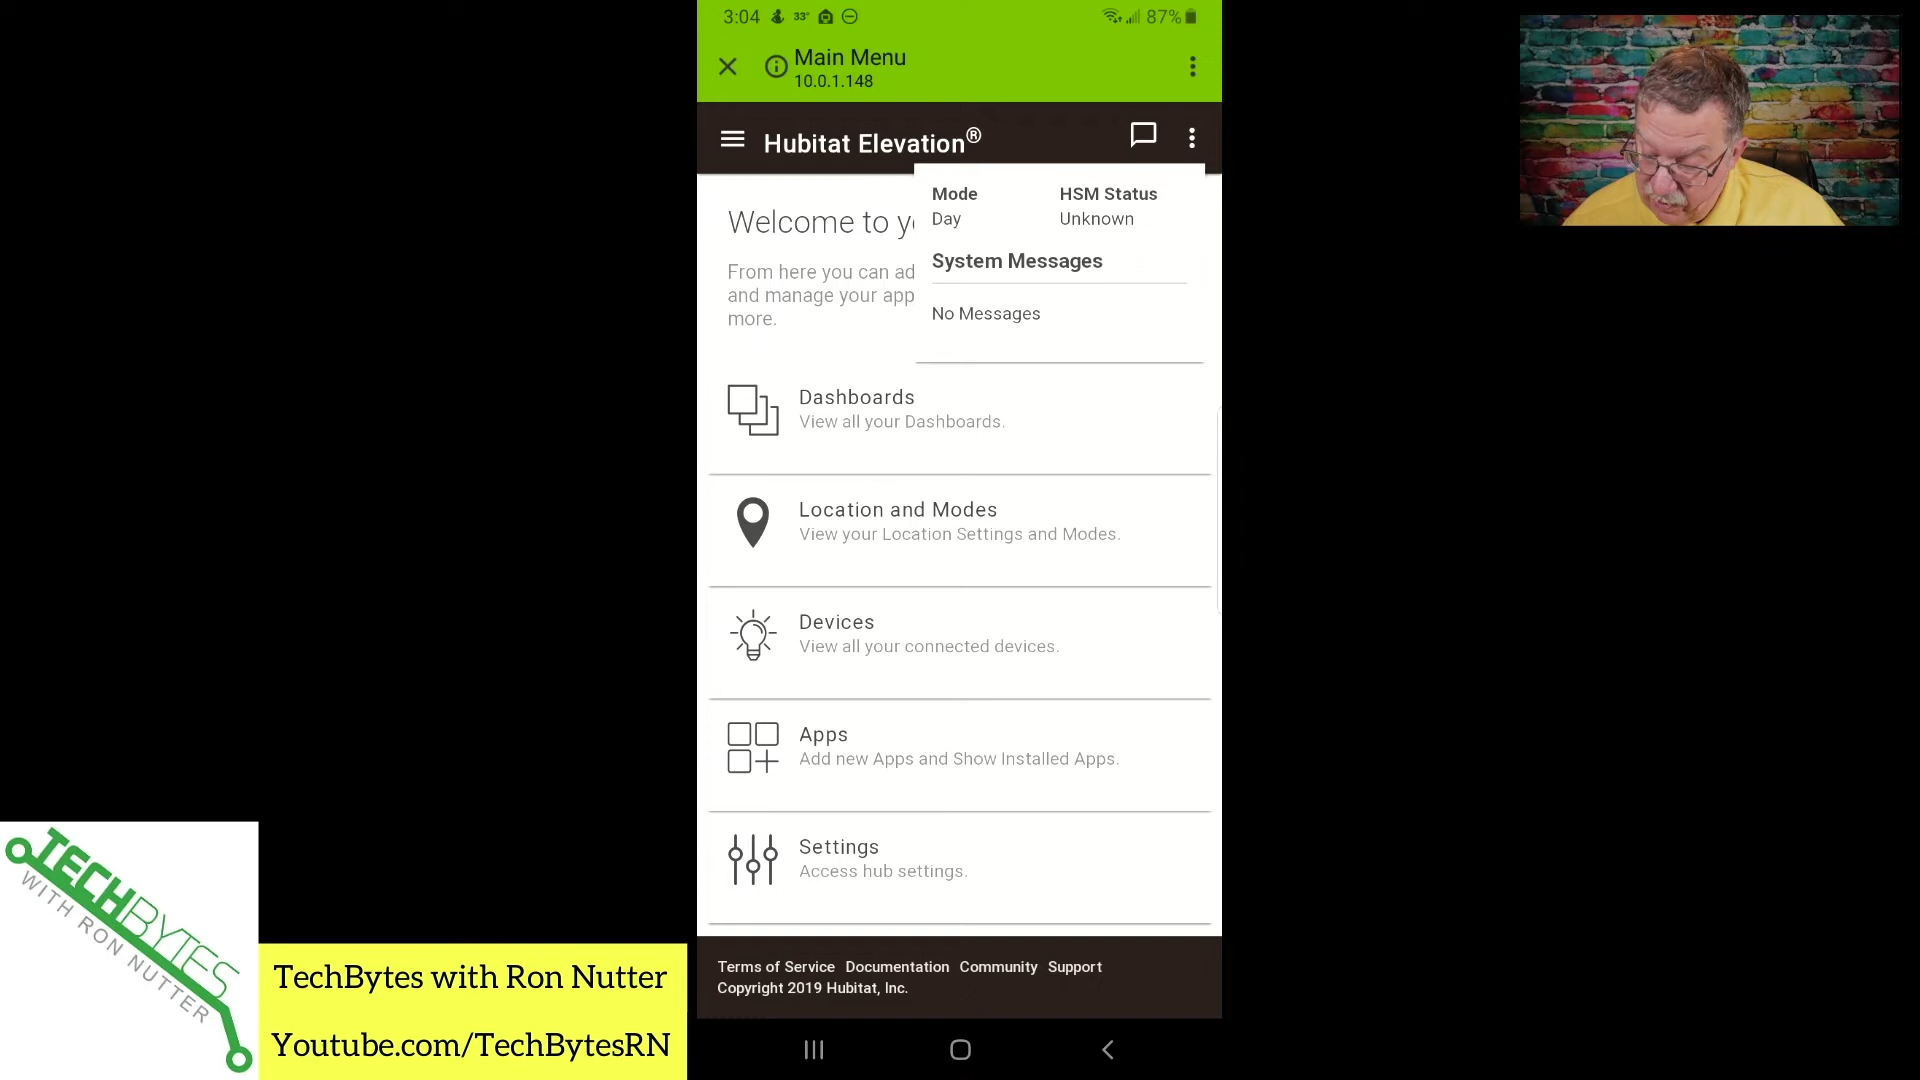 3:04 33° 87%
Main Menu
10.0.1.148
Hubitat Elevation®
Mode HSM Status
Day Unknown
System Messages
No Messages
Welcome to y
From here you can ad
and manage your app
more.
Dashboards
View all your Dashboards.
Location and Modes
View your Location Settings and Modes.
Devices
View all your connected devices.
Apps
Add new Apps and Show Installed Apps.
Settings
Access hub settings.
Terms of Service Documentation Community Support
Copyright 2019 Hubitat, Inc.
TECHBYTES
WITH RON NUTTER
TechBytes with Ron Nutter
Youtube.com/TechBytesRN